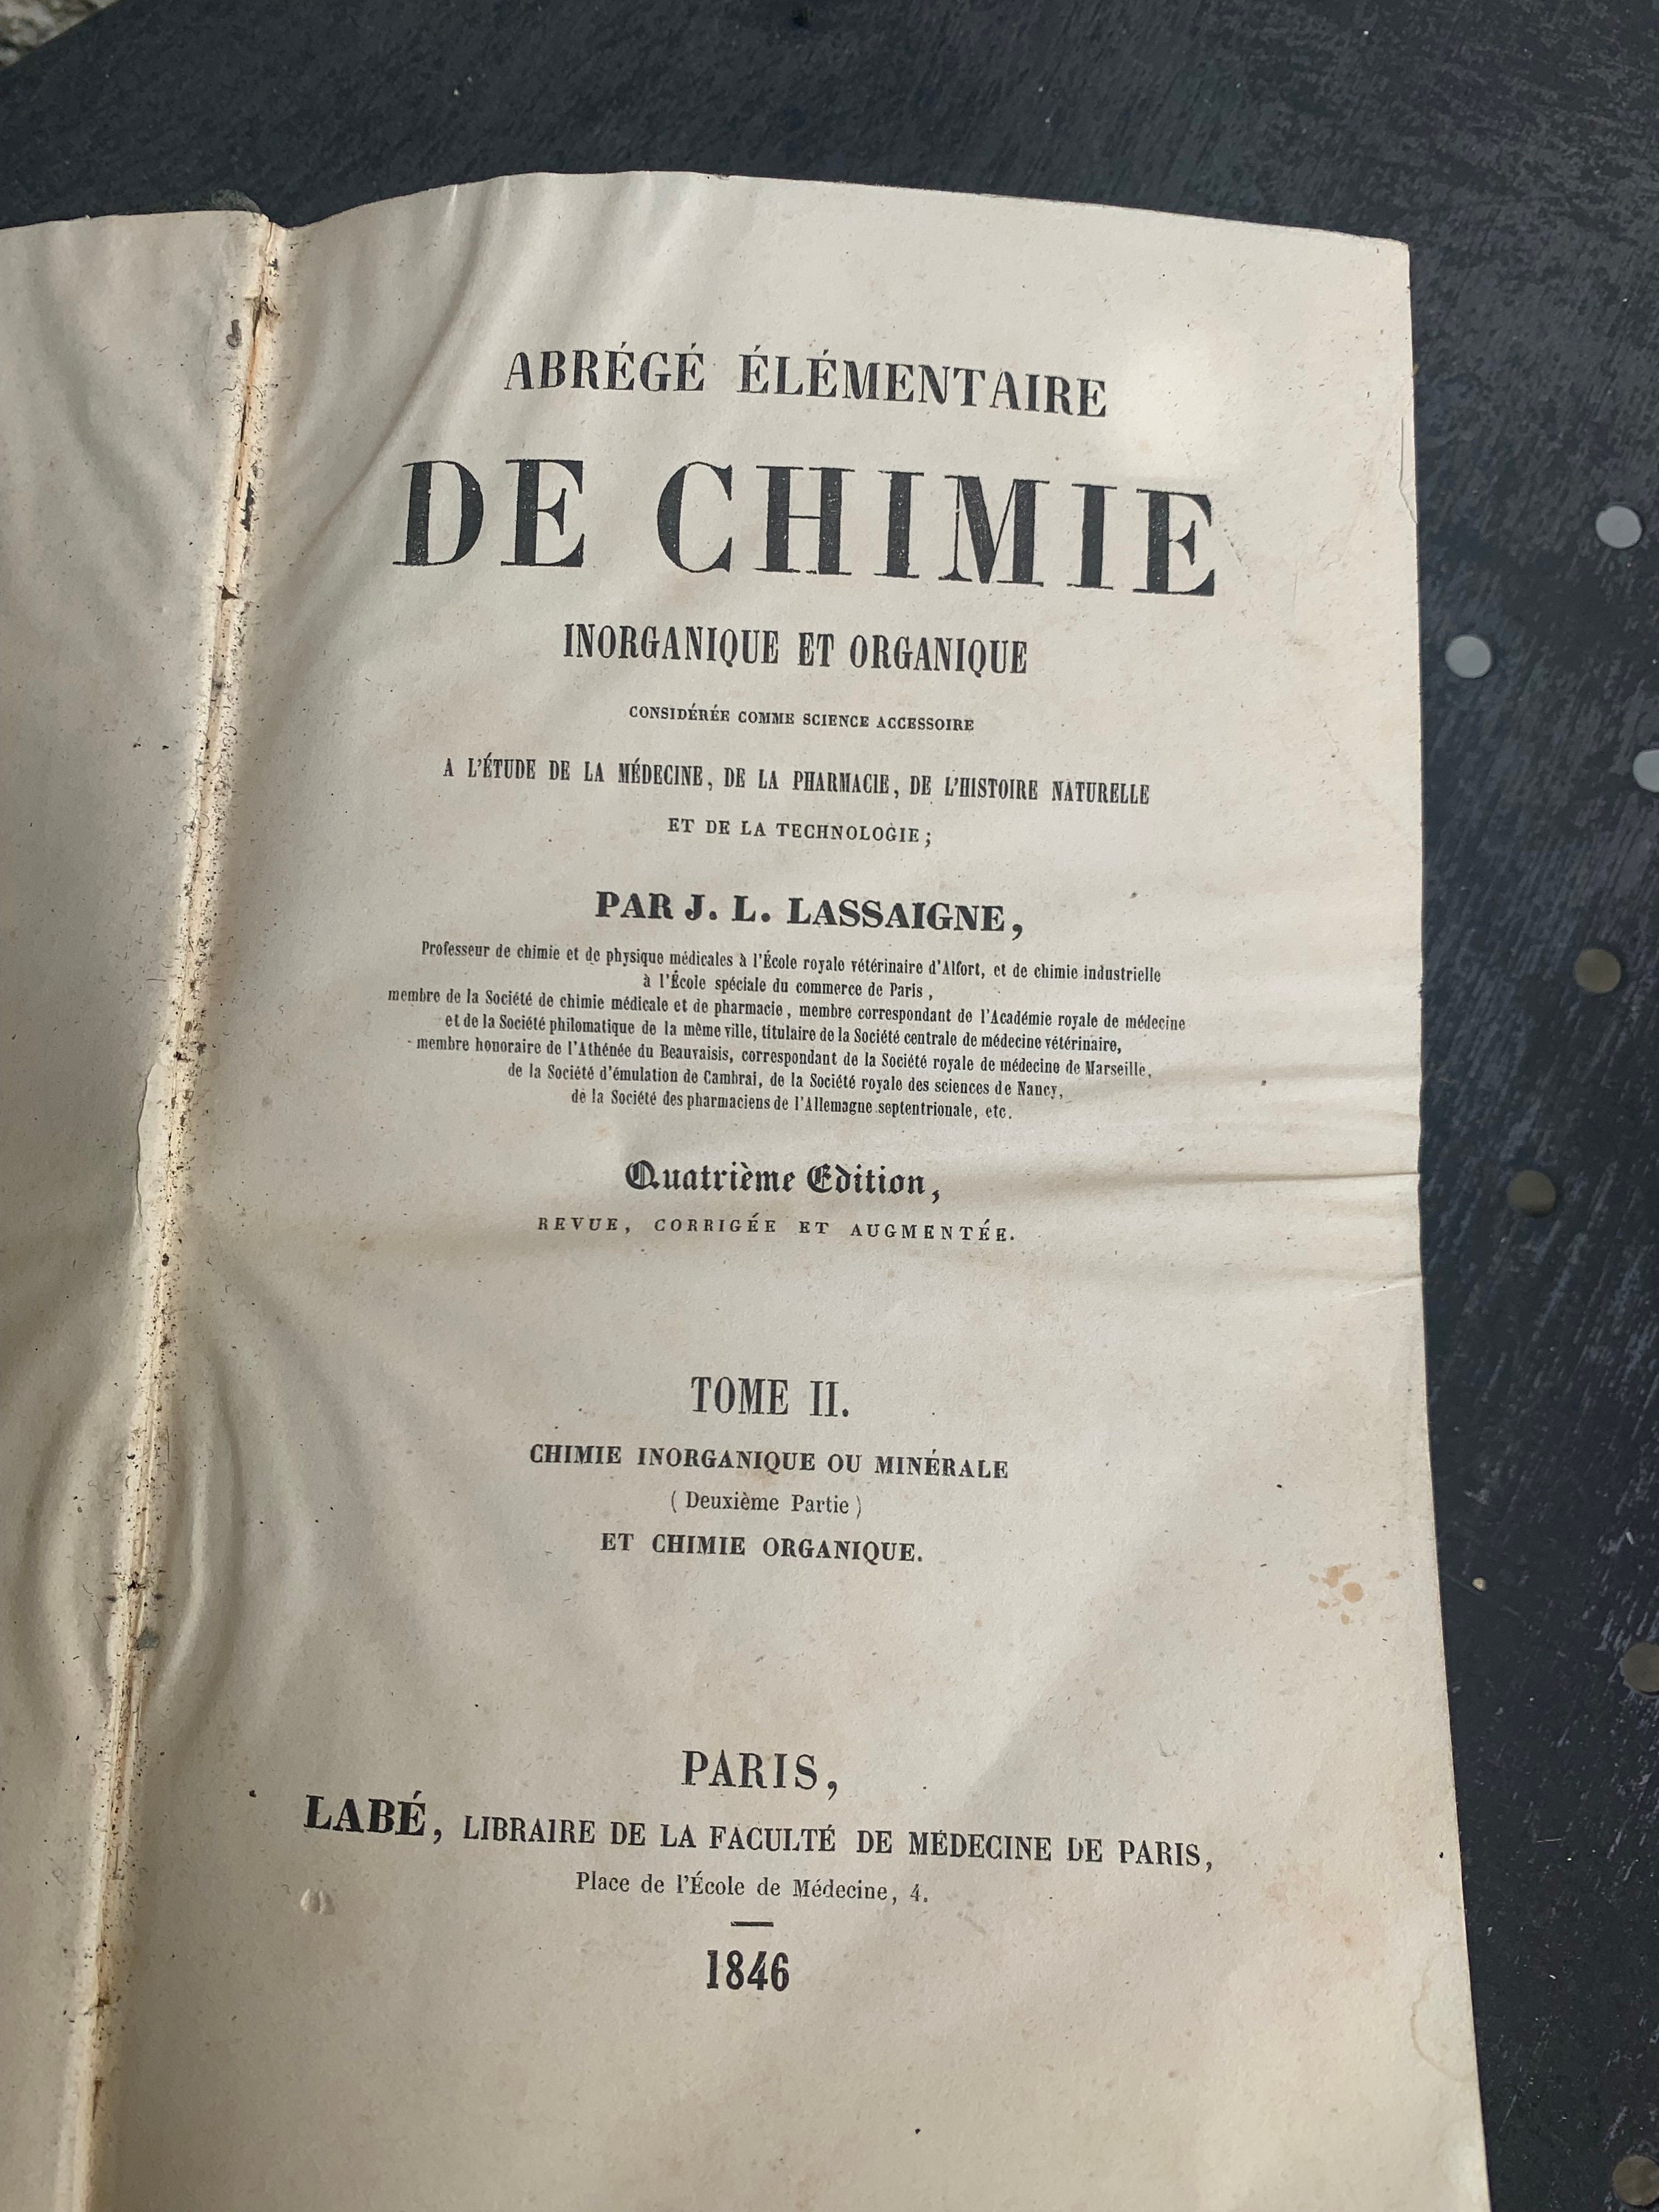 ABRÉGÉ ÉLÉMENTAIRE
DE CHIMIE
INORGANIQUE ET ORGANIQUE
CONSIDÉRÉE COMME SCIENCE ACCESSOIRE
A L'ÉTUDE DE LA MÉDECINE, DE LA PHARMACIE, DE L'HISTOIRE NATURELLE
ET DE LA TECHNOLOGIE;
PAR J. L. LASSAIGNE,
Professeur de chimie et de physique médicales à l'École royale vétérinaire d'Alfort, et de chimie industrielle
à l'École spéciale du commerce de Paris,
membre de la Société de chimie médicale et de pharmacie, membre correspondant de l'Académie royale de médecine
et de la Société philomatique de la même ville, titulaire de la Société centrale de médecine vétérinaire,
membre honoraire de l'Athénée du Beauvaisis, correspondant de la Société royale de médecine de Marseille,
de la Société d'émulation de Cambrai, de la Société royale des sciences de Nancy,
de la Société des pharmaciens de l'Allemagne septentrionale, etc.
Quatrième Edition,
REVUE, CORRIGÉE ET AUGMENTÉE.
TOME II.
CHIMIE INORGANIQUE OU MINÉRALE
(Deuxième Partie)
ET CHIMIE ORGANIQUE.
PARIS,
LABÉ, LIBRAIRE DE LA FACULTÉ DE MÉDECINE DE PARIS,
Place de l'École de Médecine, 4.
1846